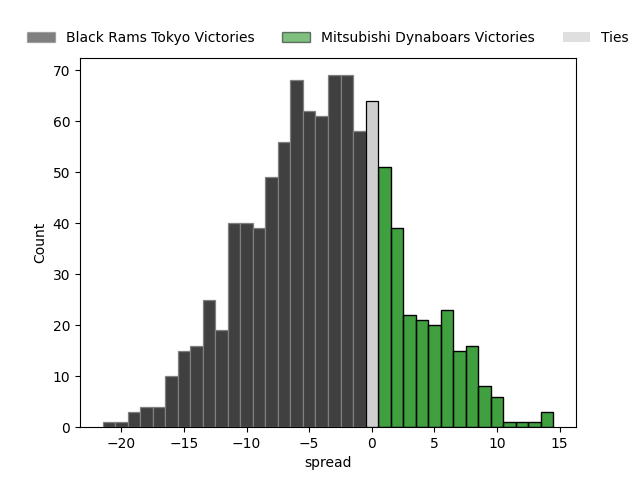 Black Rams Tokyo Victories Mitsubishi Dynaboars Victories Ties
70
60
50
40
30
20
10
0
Count
−20 −15 −10 −5 0 5 10 15
spread